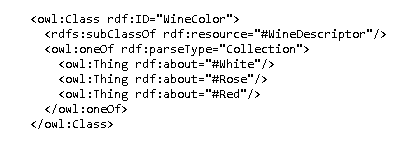 <owl:Class rdf:ID="WineColor">
<rdfs:subClassOf rdf:resource="#WineDescriptor"/>
<owl:oneOf rdf:parseType="Collection">
<owl:Thing rdf:about="#White"/>
<owl:Thing rdf:about="#Rose"/>
<owl:Thing rdf:about="#Red"/>
</owl:oneOf>
</owl:Class>